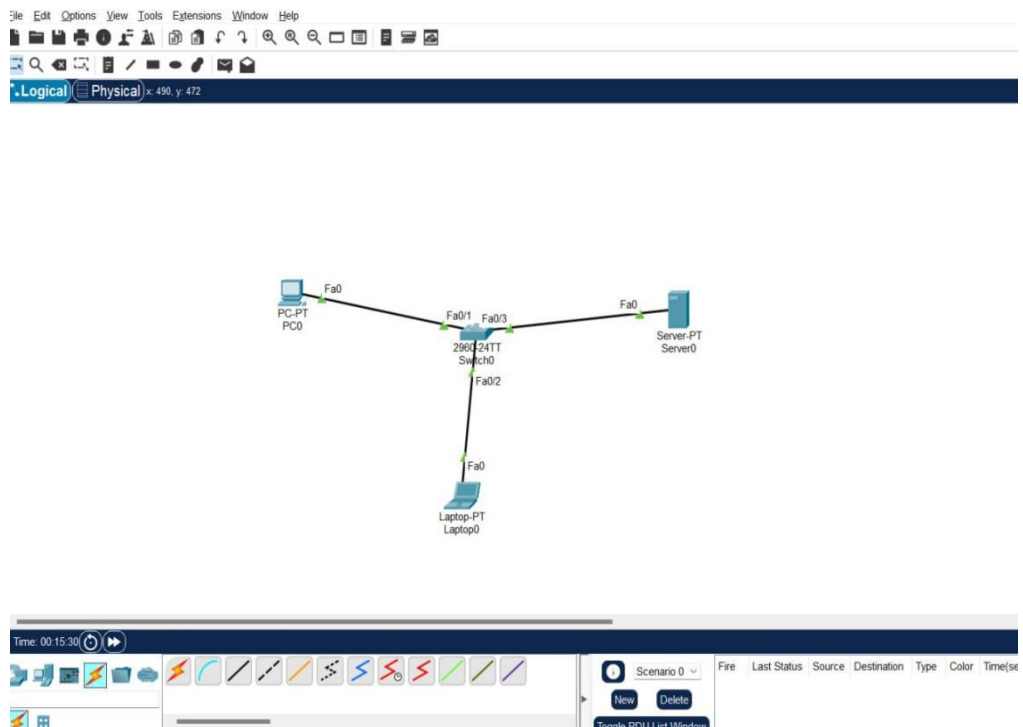 File Edit Options View Tools Extensions Window Help
Logical Physical x: 490, y: 472
Fa0
PC-PT
PC0
Fa0/1 Fa0/3
2960-24TT
Switch0
Fa0/2
Fa0
Server-PT
Server0
Fa0
Laptop-PT
Laptop0
Time: 00:15:30
Scenario 0
Fire Last Status Source Destination Type Color Time(se
New Delete
Toggle PDU List Window